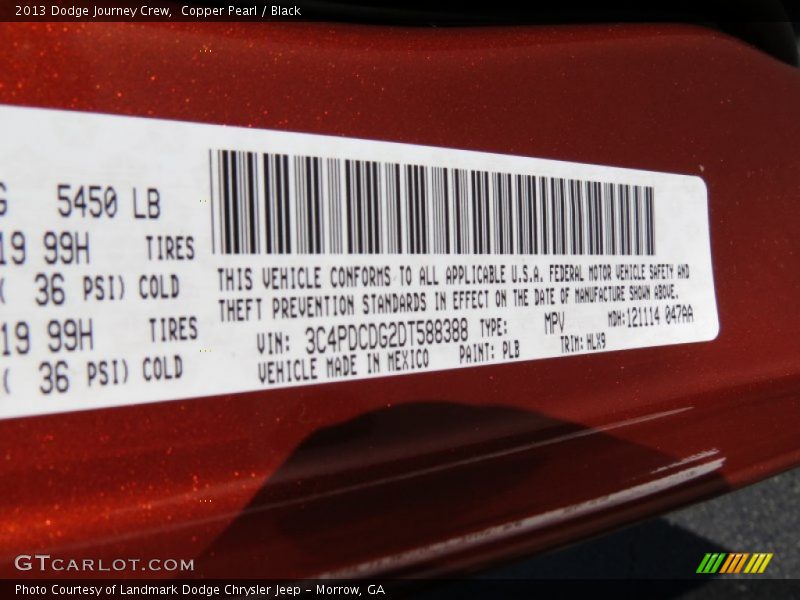 2013 Dodge Journey Crew,  Copper Pearl / Black
5450 LB
19 99H TIRES
( 36 PSI) COLD
19 99H TIRES
( 36 PSI) COLD
THIS VEHICLE CONFORMS TO ALL APPLICABLE U.S.A. FEDERAL MOTOR VEHICLE SAFETY AND
THEFT PREVENTION STANDARDS IN EFFECT ON THE DATE OF MANUFACTURE SHOWN ABOVE.
VIN: 3C4PDCDG2DT588388 TYPE: MPV MDH:121114 047AA
VEHICLE MADE IN MEXICO PAINT: PLB TRIM: HLX9
GTCARLOT.COM
Photo Courtesy of Landmark Dodge Chrysler Jeep - Morrow, GA